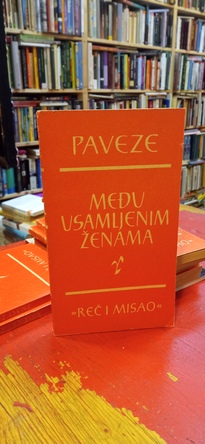 PAVEZE
MEĐU
USAMLJENIM
ŽENAMA
»REČ I MISAO«